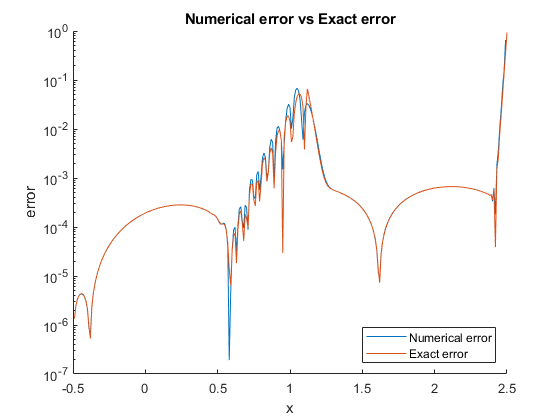 Numerical error vs Exact error
10^0
10^-1
10^-2
10^-3
10^-4
10^-5
10^-6
10^-7
error
-0.5 0 0.5 1 1.5 2 2.5
x
Numerical error
Exact error